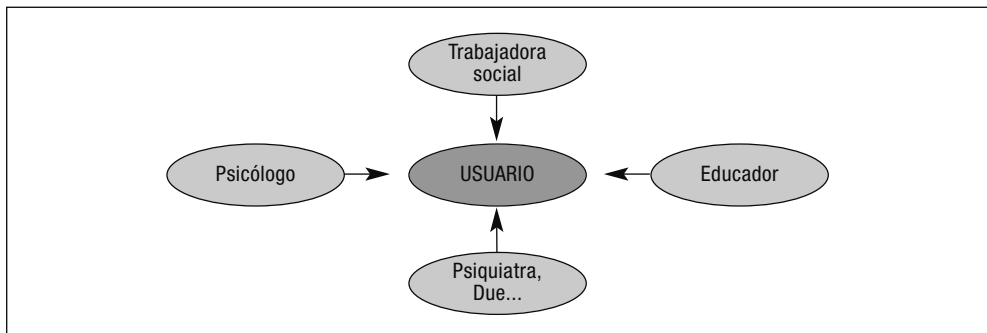 Trabajadora
social
Psicólogo
USUARIO
Educador
Psiquiatra,
Due...